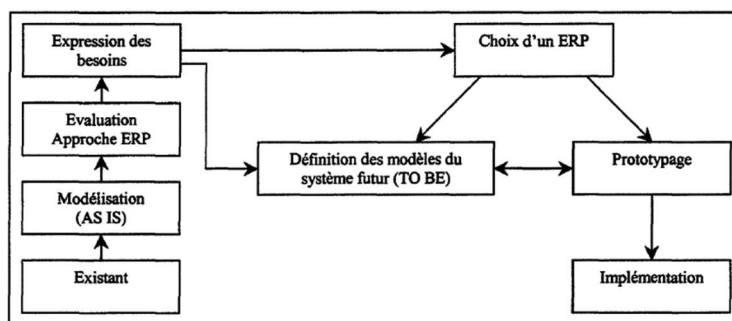 Expression des
besoins
Choix d'un ERP
Evaluation
Approche ERP
Définition des modèles du
système futur (TO BE)
Prototypage
Modélisation
(AS IS)
Existant
Implémentation